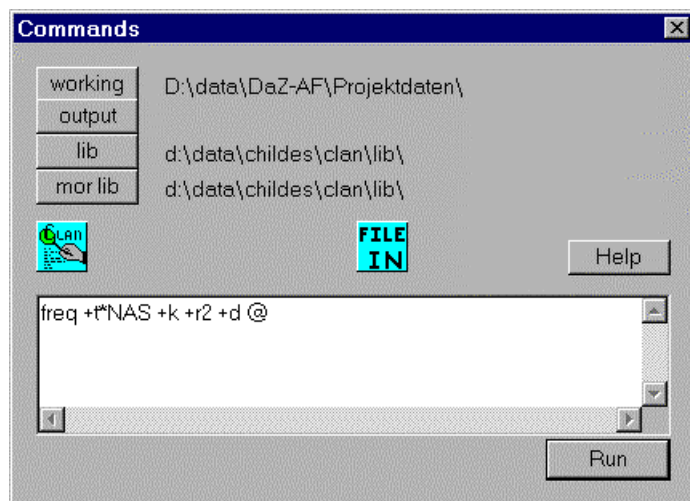 Commands
working D:\data\DaZ-AF\Projektdaten\
output
lib d:\data\childes\clan\lib\
mor lib d:\data\childes\clan\lib\
CLAN
FILE
IN
Help
freq +t*NAS +k +r2 +d @
Run